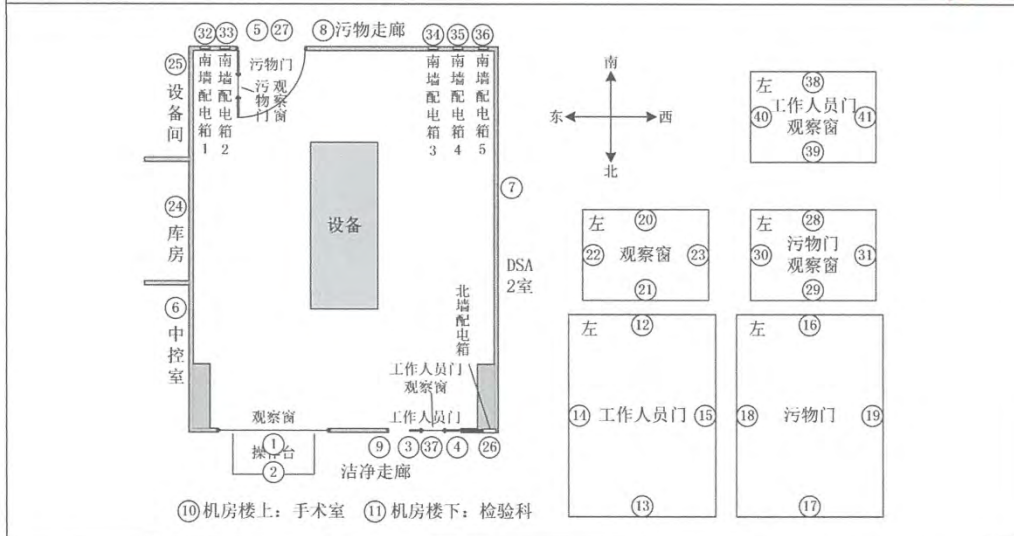 ㉜ ㉝ ⑤ ㉗ ⑧ 污物走廊 ㉞ ㉟ ㊱
南墙配电箱1
南墙配电箱2
污物门
污物门
观察窗
南墙配电箱3
南墙配电箱4
南墙配电箱5
㉕
设备间
㉔
库房
⑥
中控室
设备
⑦
DSA
2室
北墙配电箱
工作人员门
观察窗
观察窗
工作人员门
①
操作台
②
⑨ ③ ㊲ ④ ㉖
洁净走廊
⑩机房楼上：手术室 ⑪机房楼下：检验科
南
东 西
北
左 ㊳
工作人员门
㊵ ㊶
观察窗
㊴
左 ⑳
㉒ 观察窗 ㉓
㉑
左 ㉘
污物门
㉚ ㉛
观察窗
㉙
左 ⑫
⑭ 工作人员门 ⑮
⑬
左 ⑯
⑱ 污物门 ⑲
⑰